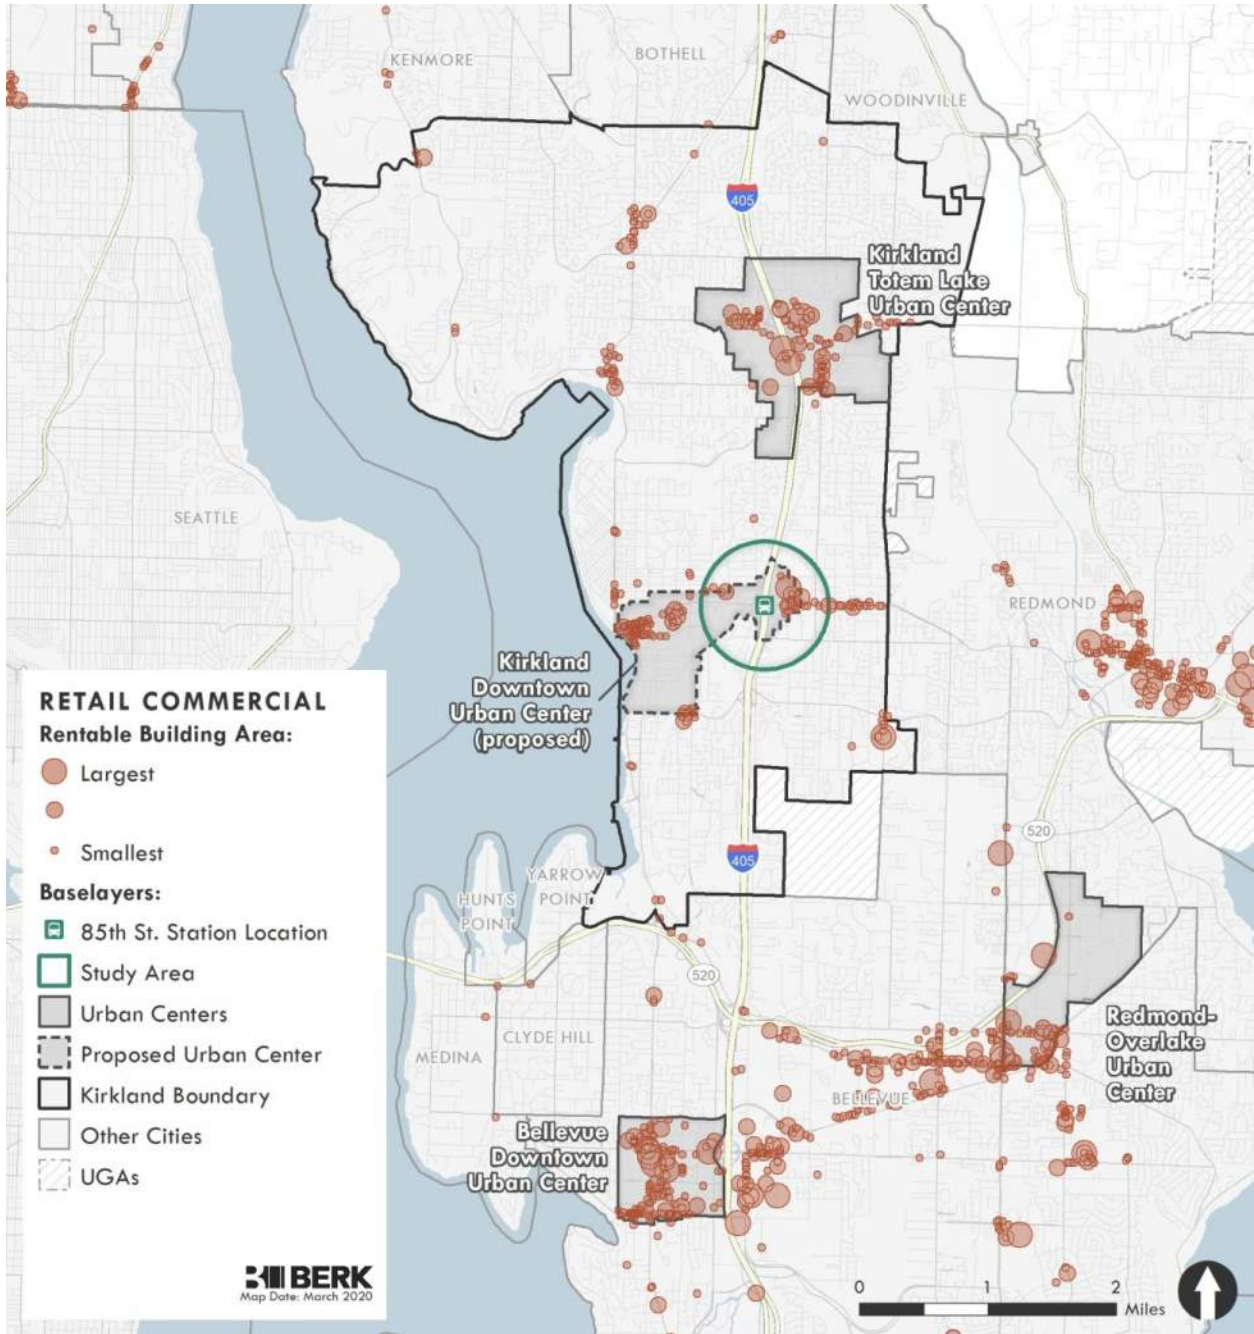 KENMORE
BOTHELL
WOODINVILLE
405
Kirkland
Totem Lake
Urban Center
SEATTLE
REDMOND
Kirkland
Downtown
Urban Center
(proposed)
RETAIL COMMERCIAL
Rentable Building Area:
Largest
Smallest
Baselayers:
85th St. Station Location
Study Area
Urban Centers
Proposed Urban Center
Kirkland Boundary
Other Cities
UGAs
BERK
Map Date: March 2020
520
405
YARROW
POINT
HUNTS
POINT
520
CLYDE HILL
MEDINA
Redmond-
Overlake
Urban
Center
BELLEVUE
Bellevue
Downtown
Urban Center
0 1 2
Miles